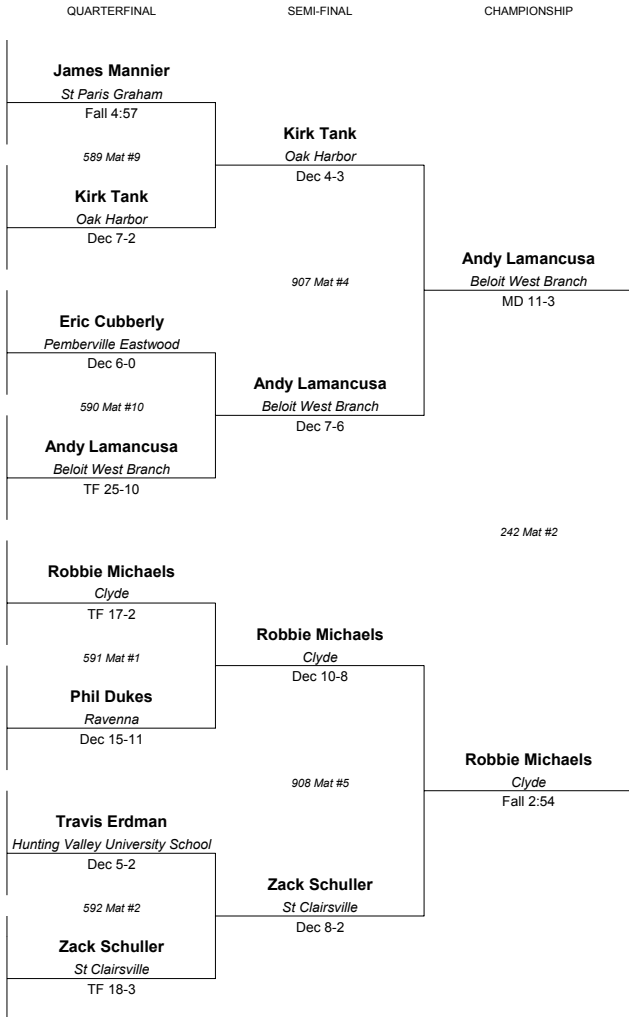 QUARTERFINAL SEMI-FINAL CHAMPIONSHIP
James Mannier
St Paris Graham
Fall 4:57
589 Mat #9
Kirk Tank
Oak Harbor
Dec 7-2
Kirk Tank
Oak Harbor
Dec 4-3
Eric Cubberly
Pemberville Eastwood
Dec 6-0
590 Mat #10
Andy Lamancusa
Beloit West Branch
TF 25-10
907 Mat #4
Andy Lamancusa
Beloit West Branch
Dec 7-6
Andy Lamancusa
Beloit West Branch
MD 11-3
242 Mat #2
Robbie Michaels
Clyde
TF 17-2
591 Mat #1
Phil Dukes
Ravenna
Dec 15-11
Robbie Michaels
Clyde
Dec 10-8
908 Mat #5
Travis Erdman
Hunting Valley University School
Dec 5-2
592 Mat #2
Zack Schuller
St Clairsville
TF 18-3
Zack Schuller
St Clairsville
Dec 8-2
Robbie Michaels
Clyde
Fall 2:54